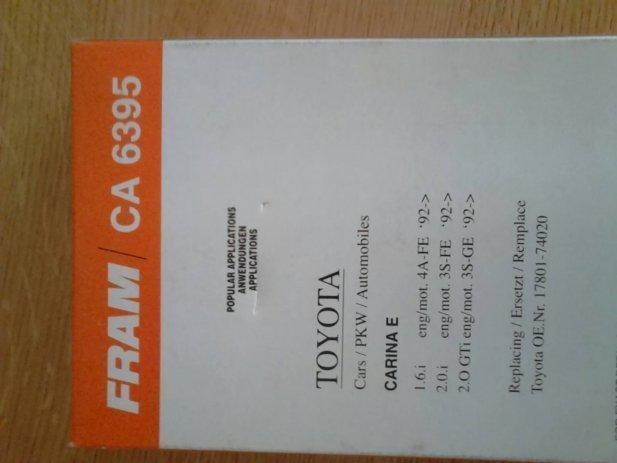 FRAM / CA 6395
POPULAR APPLICATIONS
ANWENDUNGEN
APPLICATIONS
TOYOTA
Cars / PKW / Automobiles
CARINA E
1.6.i eng/mot. 4A-FE '92->
2.0.i eng/mot. 3S-FE '92->
2.O GTi eng/mot. 3S-GE '92->
Replacing / Ersetzt / Remplace
Toyota OE.Nr. 17801-74020